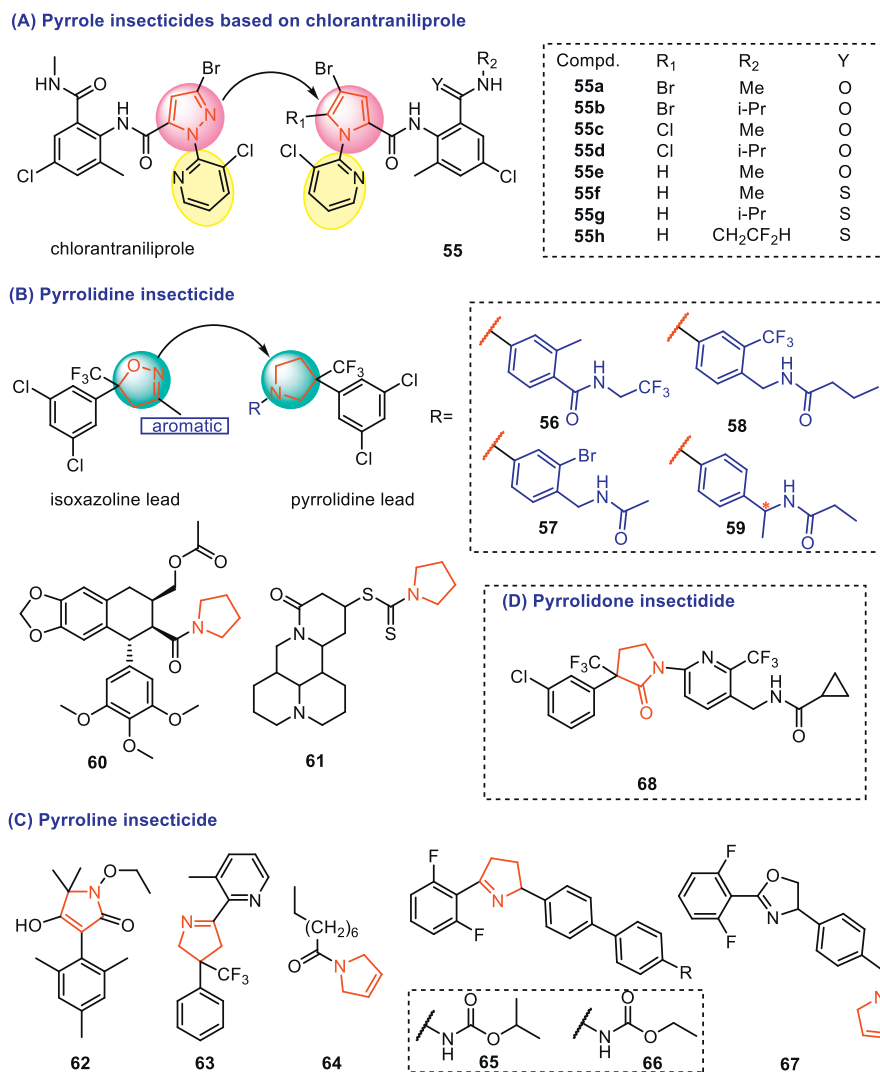 (A) Pyrrole insecticides based on chlorantraniliprole
Compd. R1 R2 Y
55a Br Me O
55b Br i-Pr O
55c Cl Me O
55d Cl i-Pr O
55e H Me O
55f H Me S
55g H i-Pr S
55h H CH2CF2H S
HN
O
H
N
O
Br
N
N
Cl
N
Cl
Br
R1
N
Cl
N
O
H
N
Y
R2
NH
Cl
chlorantraniliprole
55
(B) Pyrrolidine insecticide
F3C
O
N
Cl
Cl
aromatic
isoxazoline lead
CF3
N
R
Cl
Cl
pyrrolidine lead
R=
H
N
CF3
O
56
CF3
H
N
O
58
Br
H
N
O
57
*
H
N
O
59
O
O
O
O
N
O
O
O
O
60
O
N
S
N
S
N
61
(D) Pyrrolidone insectidide
Cl
F3C
N
O
N
CF3
H
N
O
68
(C) Pyrroline insecticide
N
O
O
HO
62
N
N
CF3
63
(CH2)6
O
N
64
F
F
N
R
O
N
H
O
65
O
N
H
O
66
F
F
O
N
N
67